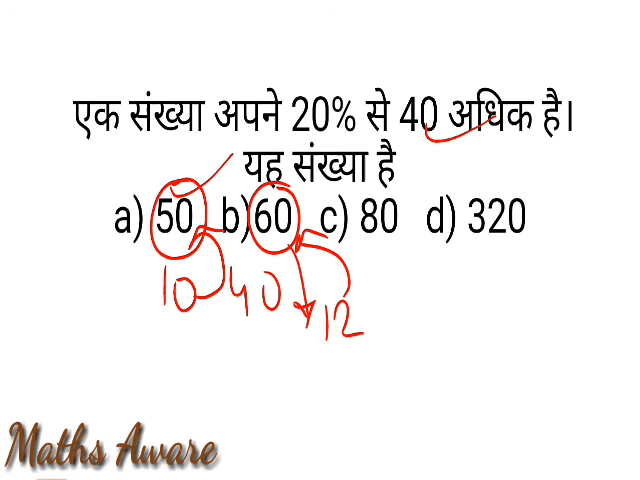 एक संख्या अपने 20% से 40 अधिक है।
यह संख्या है
a) 50 b)60 c) 80 d) 320
10 40 12
Maths Aware